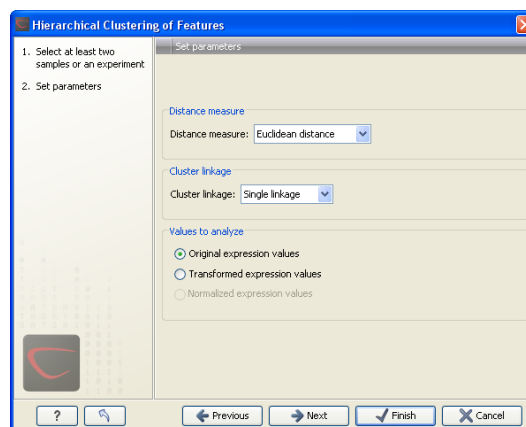 Hierarchical Clustering of Features
1. Select at least two
samples or an experiment
2. Set parameters
Set parameters
Distance measure
Distance measure: Euclidean distance
Cluster linkage
Cluster linkage: Single linkage
Values to analyze
Original expression values
Transformed expression values
Normalized expression values
?
Previous
Next
Finish
Cancel